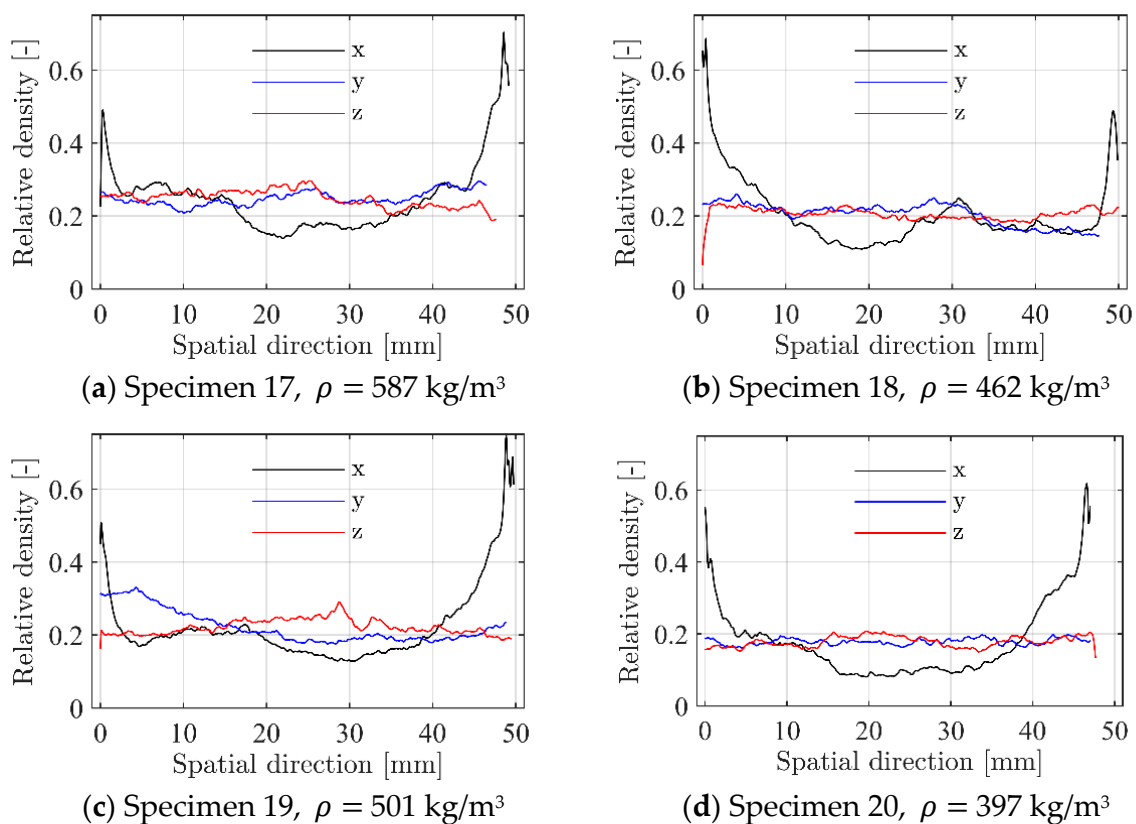 Relative density [-]
0.6
0.4
0.2
0
x
y
z
0 10 20 30 40 50
Spatial direction [mm]
(a) Specimen 17, ρ = 587 kg/m³
Relative density [-]
0.6
0.4
0.2
0
x
y
z
0 10 20 30 40 50
Spatial direction [mm]
(b) Specimen 18, ρ = 462 kg/m³
Relative density [-]
0.6
0.4
0.2
0
x
y
z
0 10 20 30 40 50
Spatial direction [mm]
(c) Specimen 19, ρ = 501 kg/m³
Relative density [-]
0.6
0.4
0.2
0
x
y
z
0 10 20 30 40 50
Spatial direction [mm]
(d) Specimen 20, ρ = 397 kg/m³